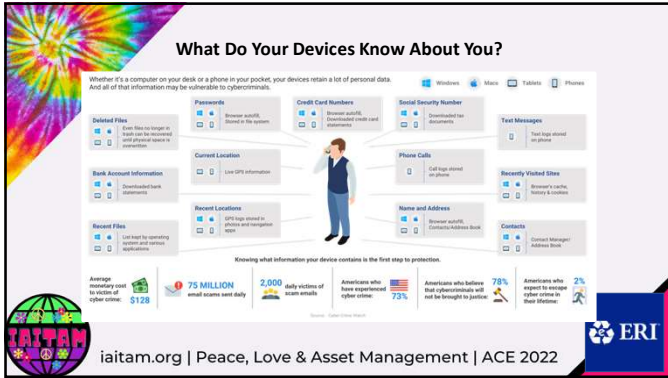 What Do Your Devices Know About You?
Whether it's a computer on your desk or a phone in your pocket, your devices retain a lot of personal data.
And all of that information may be vulnerable to cybercriminals.
Windows
Macs
Tablets
Phones
Passwords
Browser autofill,
Stored in file system
Credit Card Numbers
Browser autofill,
Downloaded credit card
statements
Social Security Number
Downloaded tax
documents
Deleted Files
Even files no longer in
trash can be recovered
until physical space is
overwritten
Text Messages
Text logs stored
on phone
Current Location
Live GPS information
Phone Calls
Call logs stored
on phone
Bank Account Information
Downloaded bank
statements
Recently Visited Sites
Browser's cache,
history & cookies
Recent Locations
GPS logs stored in
photos and navigation
apps
Name and Address
Browser autofill,
Contacts/Address Book
Recent Files
List kept by operating
system and various
applications
Contacts
Contact Manager/
Address Book
Knowing what information your device contains is the first step to protection.
Average
monetary cost
to victim of
cyber crime:
$128
75 MILLION
email scams sent daily
2,000 daily victims of
scam emails
Americans who
have experienced
cyber crime:
73%
Americans who believe
that cybercriminals will
not be brought to justice:
78%
Americans who
expect to escape
cyber crime in
their lifetime:
2%
IAITAM
iaitam.org | Peace, Love & Asset Management | ACE 2022
ERI